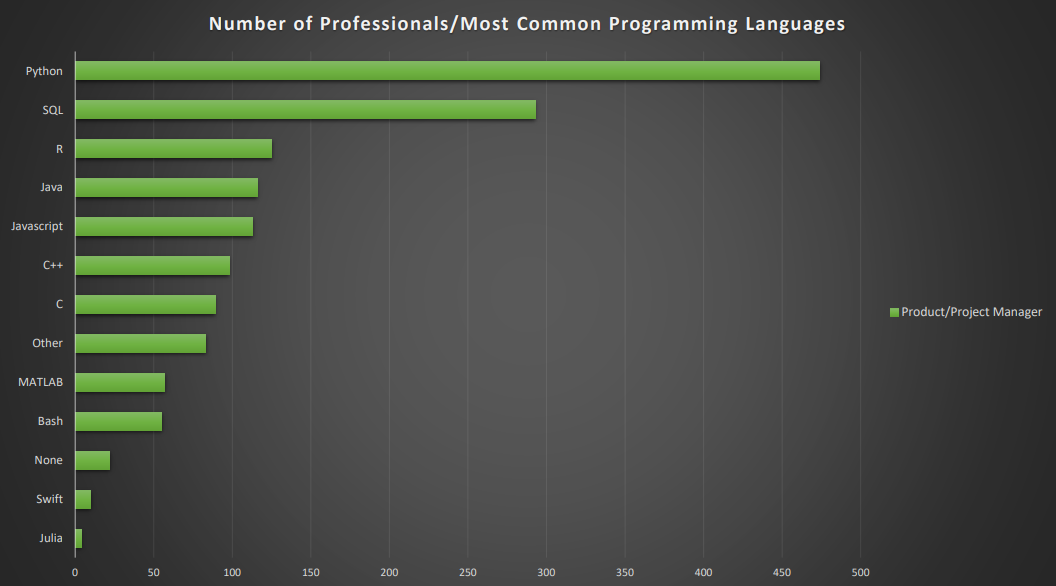 Number of Professionals/Most Common Programming Languages
Python
SQL
R
Java
Javascript
C++
C
Other
MATLAB
Bash
None
Swift
Julia
0 50 100 150 200 250 300 350 400 450 500
Product/Project Manager